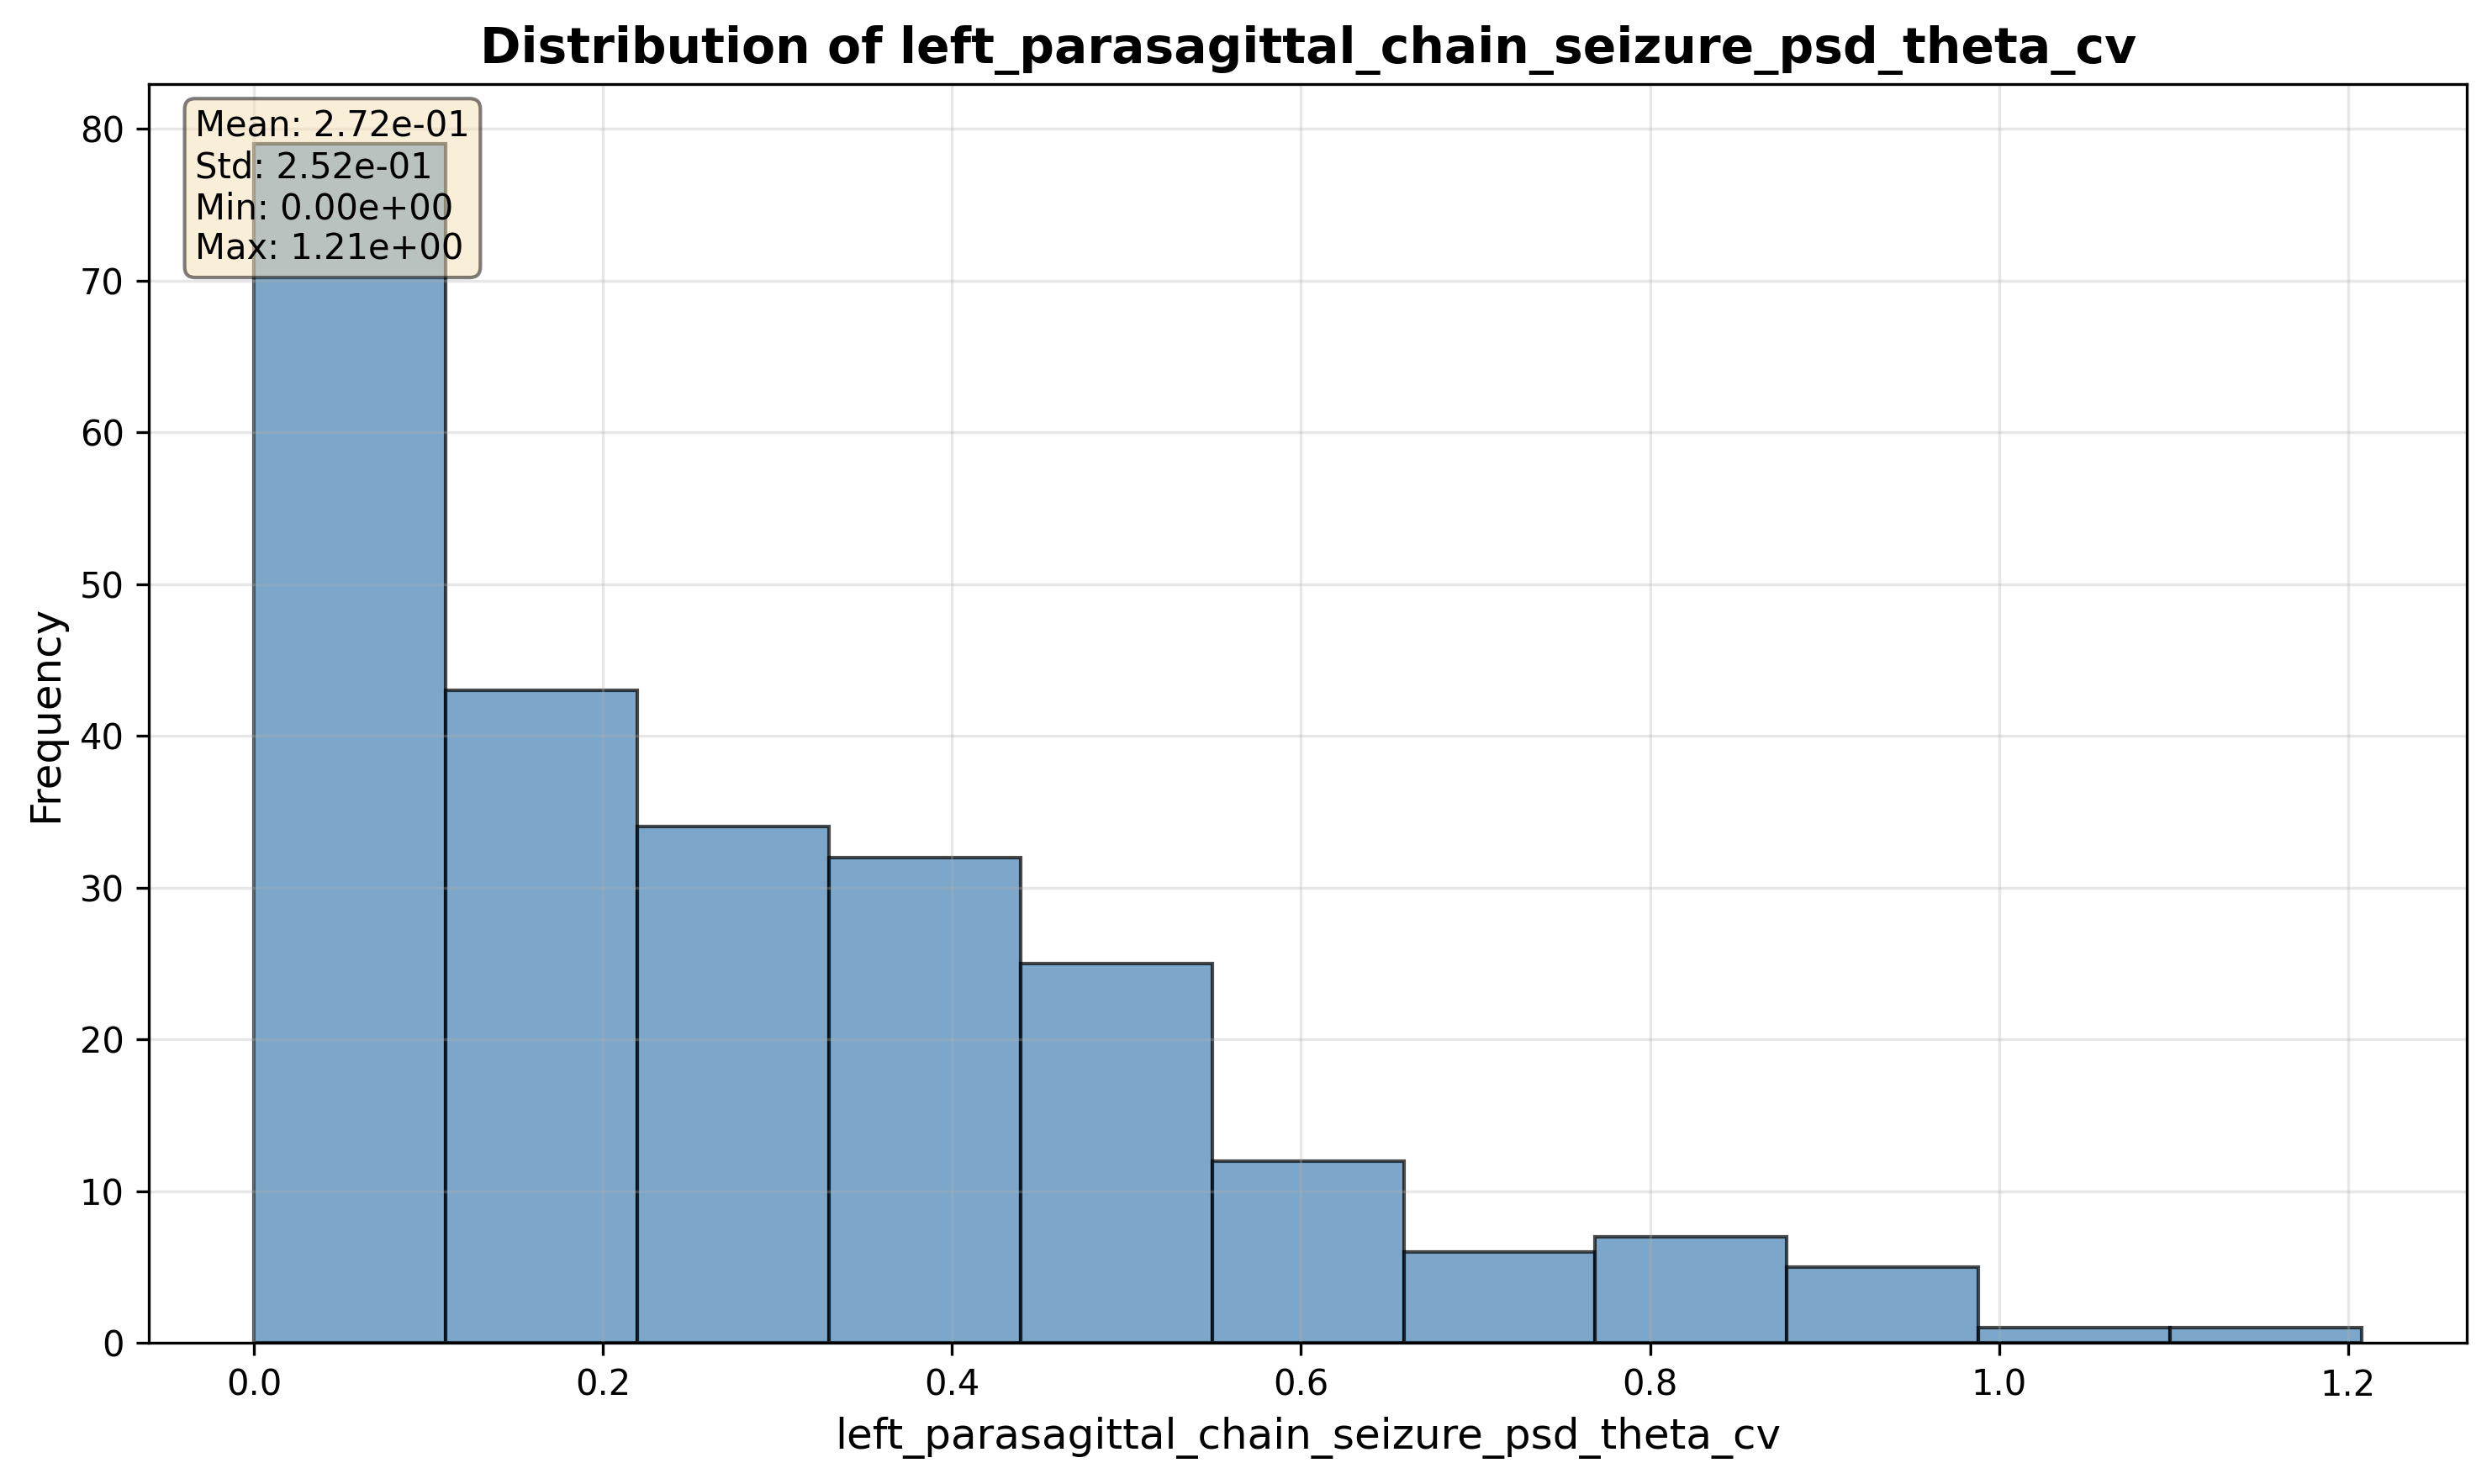 Distribution of left_parasagittal_chain_seizure_psd_theta_cv
Mean: 2.72e-01
Std: 2.52e-01
Min: 0.00e+00
Max: 1.21e+00
80
70
60
50
40
30
20
10
0
Frequency
0.0 0.2 0.4 0.6 0.8 1.0 1.2
left_parasagittal_chain_seizure_psd_theta_cv